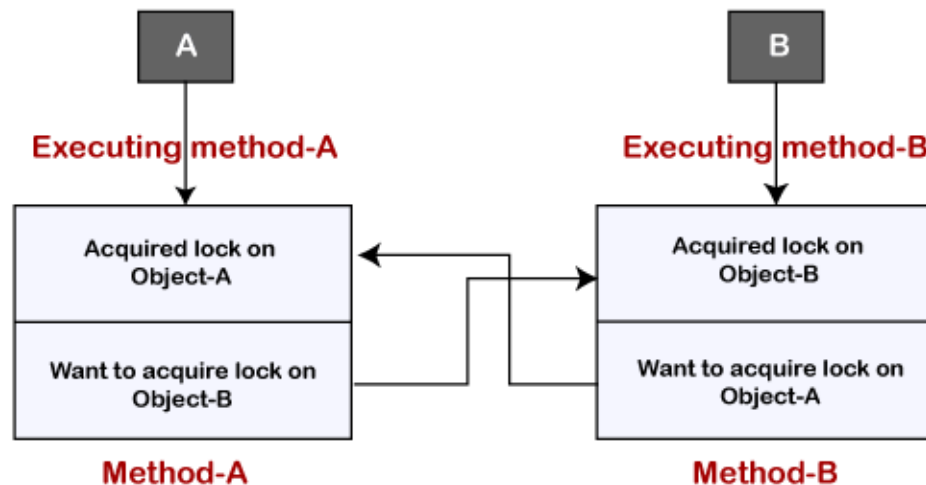 A
B
Executing method-A
Executing method-B
Acquired lock on
Object-A
Want to acquire lock on
Object-B
Acquired lock on
Object-B
Want to acquire lock on
Object-A
Method-A
Method-B